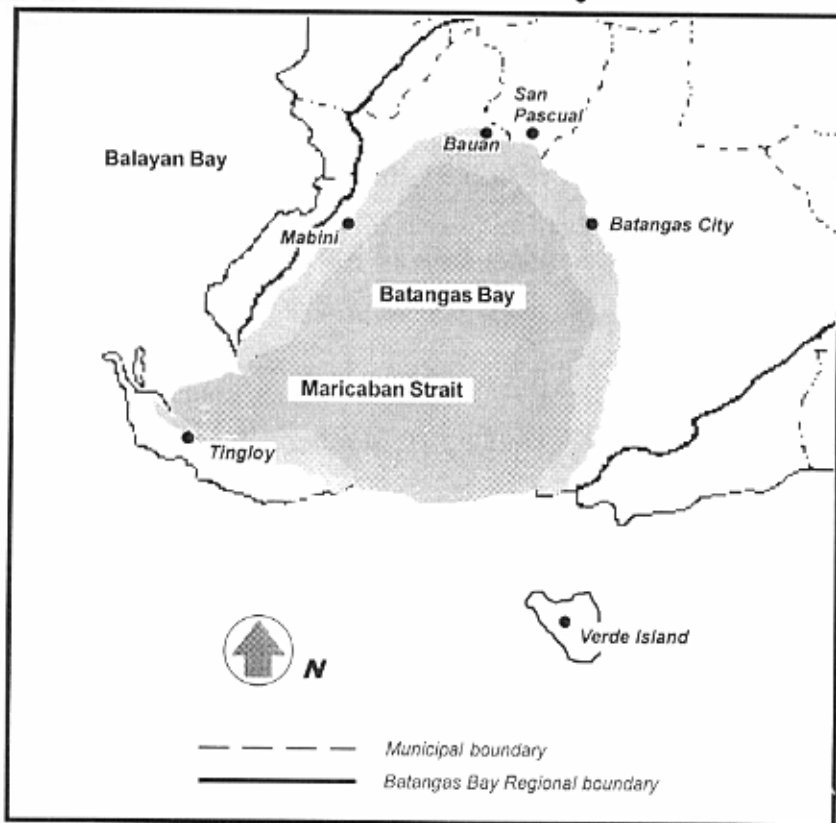 San
Pascual
Bauan
Balayan Bay
Mabini
Batangas City
Batangas Bay
Maricaban Strait
Tingloy
Verde Island
N
Municipal boundary
Batangas Bay Regional boundary